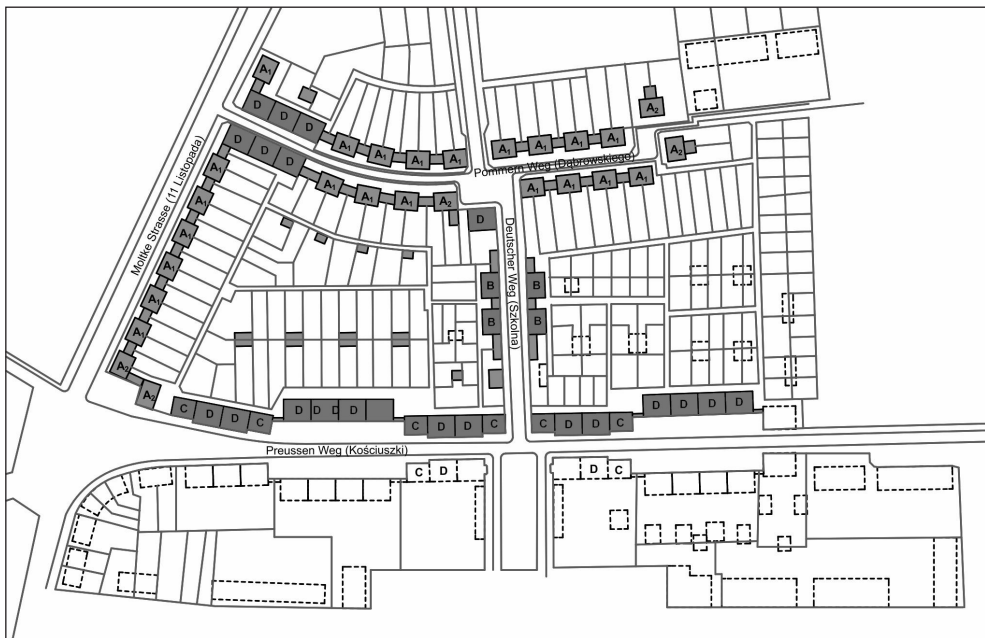 A₁
D D D
A₁ A₁ A₁ A₁
A₁ A₁ A₁ A₁
A₂
D D D
A₁ A₁ A₁ A₂
A₂
Pommern Weg (Dąbrowskiego)
A₁ A₁ A₁ A₁
Moltke Strasse (11 Listopada)
A₁
A₁
A₁
A₁
A₁
A₁
A₂
A₂
D
Deutscher Weg (Szkolna)
B B
B B
C D D C
D D D D
C D D C
C D D C
D D D D
Preussen Weg (Kościuszki)
C D
D C